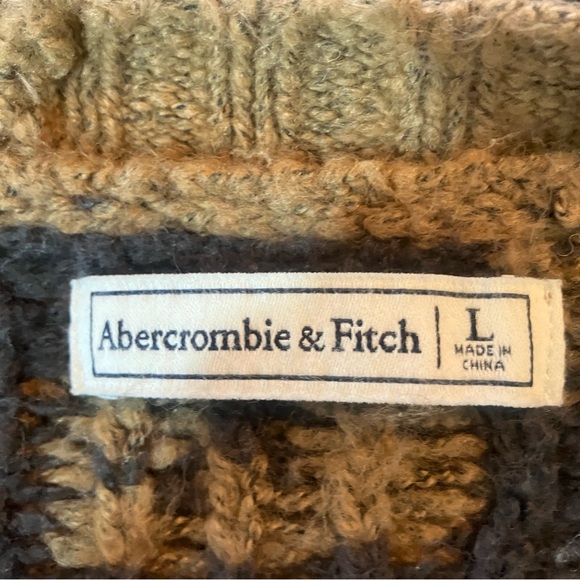 Abercrombie & Fitch
L
MADE IN
CHINA